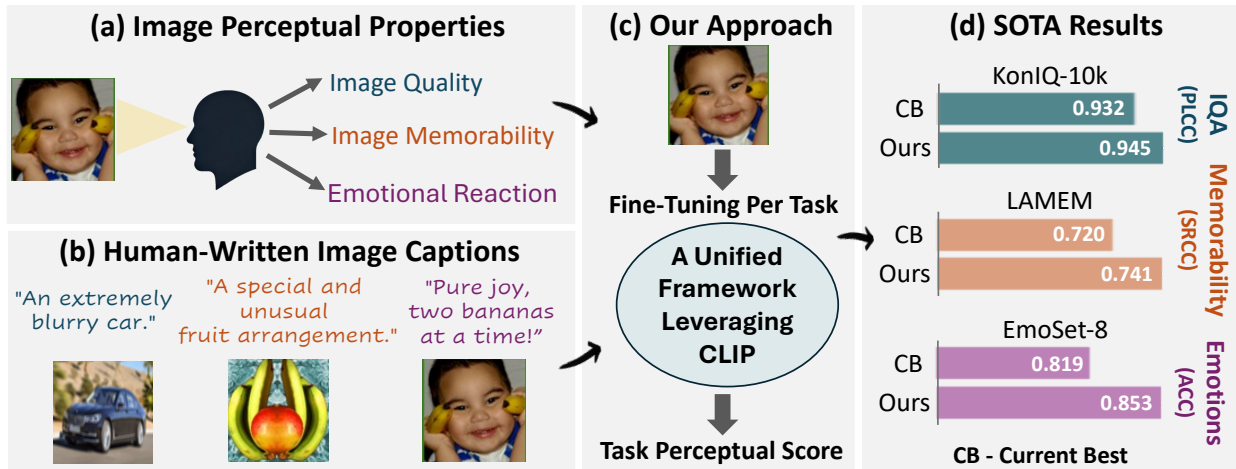 (a) Image Perceptual Properties
Image Quality
Image Memorability
Emotional Reaction
(b) Human-Written Image Captions
"An extremely
blurry car."
"A special and
unusual
fruit arrangement."
"Pure joy,
two bananas
at a time!”
(c) Our Approach
Fine-Tuning Per Task
A Unified
Framework
Leveraging
CLIP
Task Perceptual Score
(d) SOTA Results
KonIQ-10k
CB 0.932
Ours 0.945
IQA
(PLCC)
LAMEM
CB 0.720
Ours 0.741
Memorability
(SRCC)
EmoSet-8
CB 0.819
Ours 0.853
Emotions
(ACC)
CB - Current Best